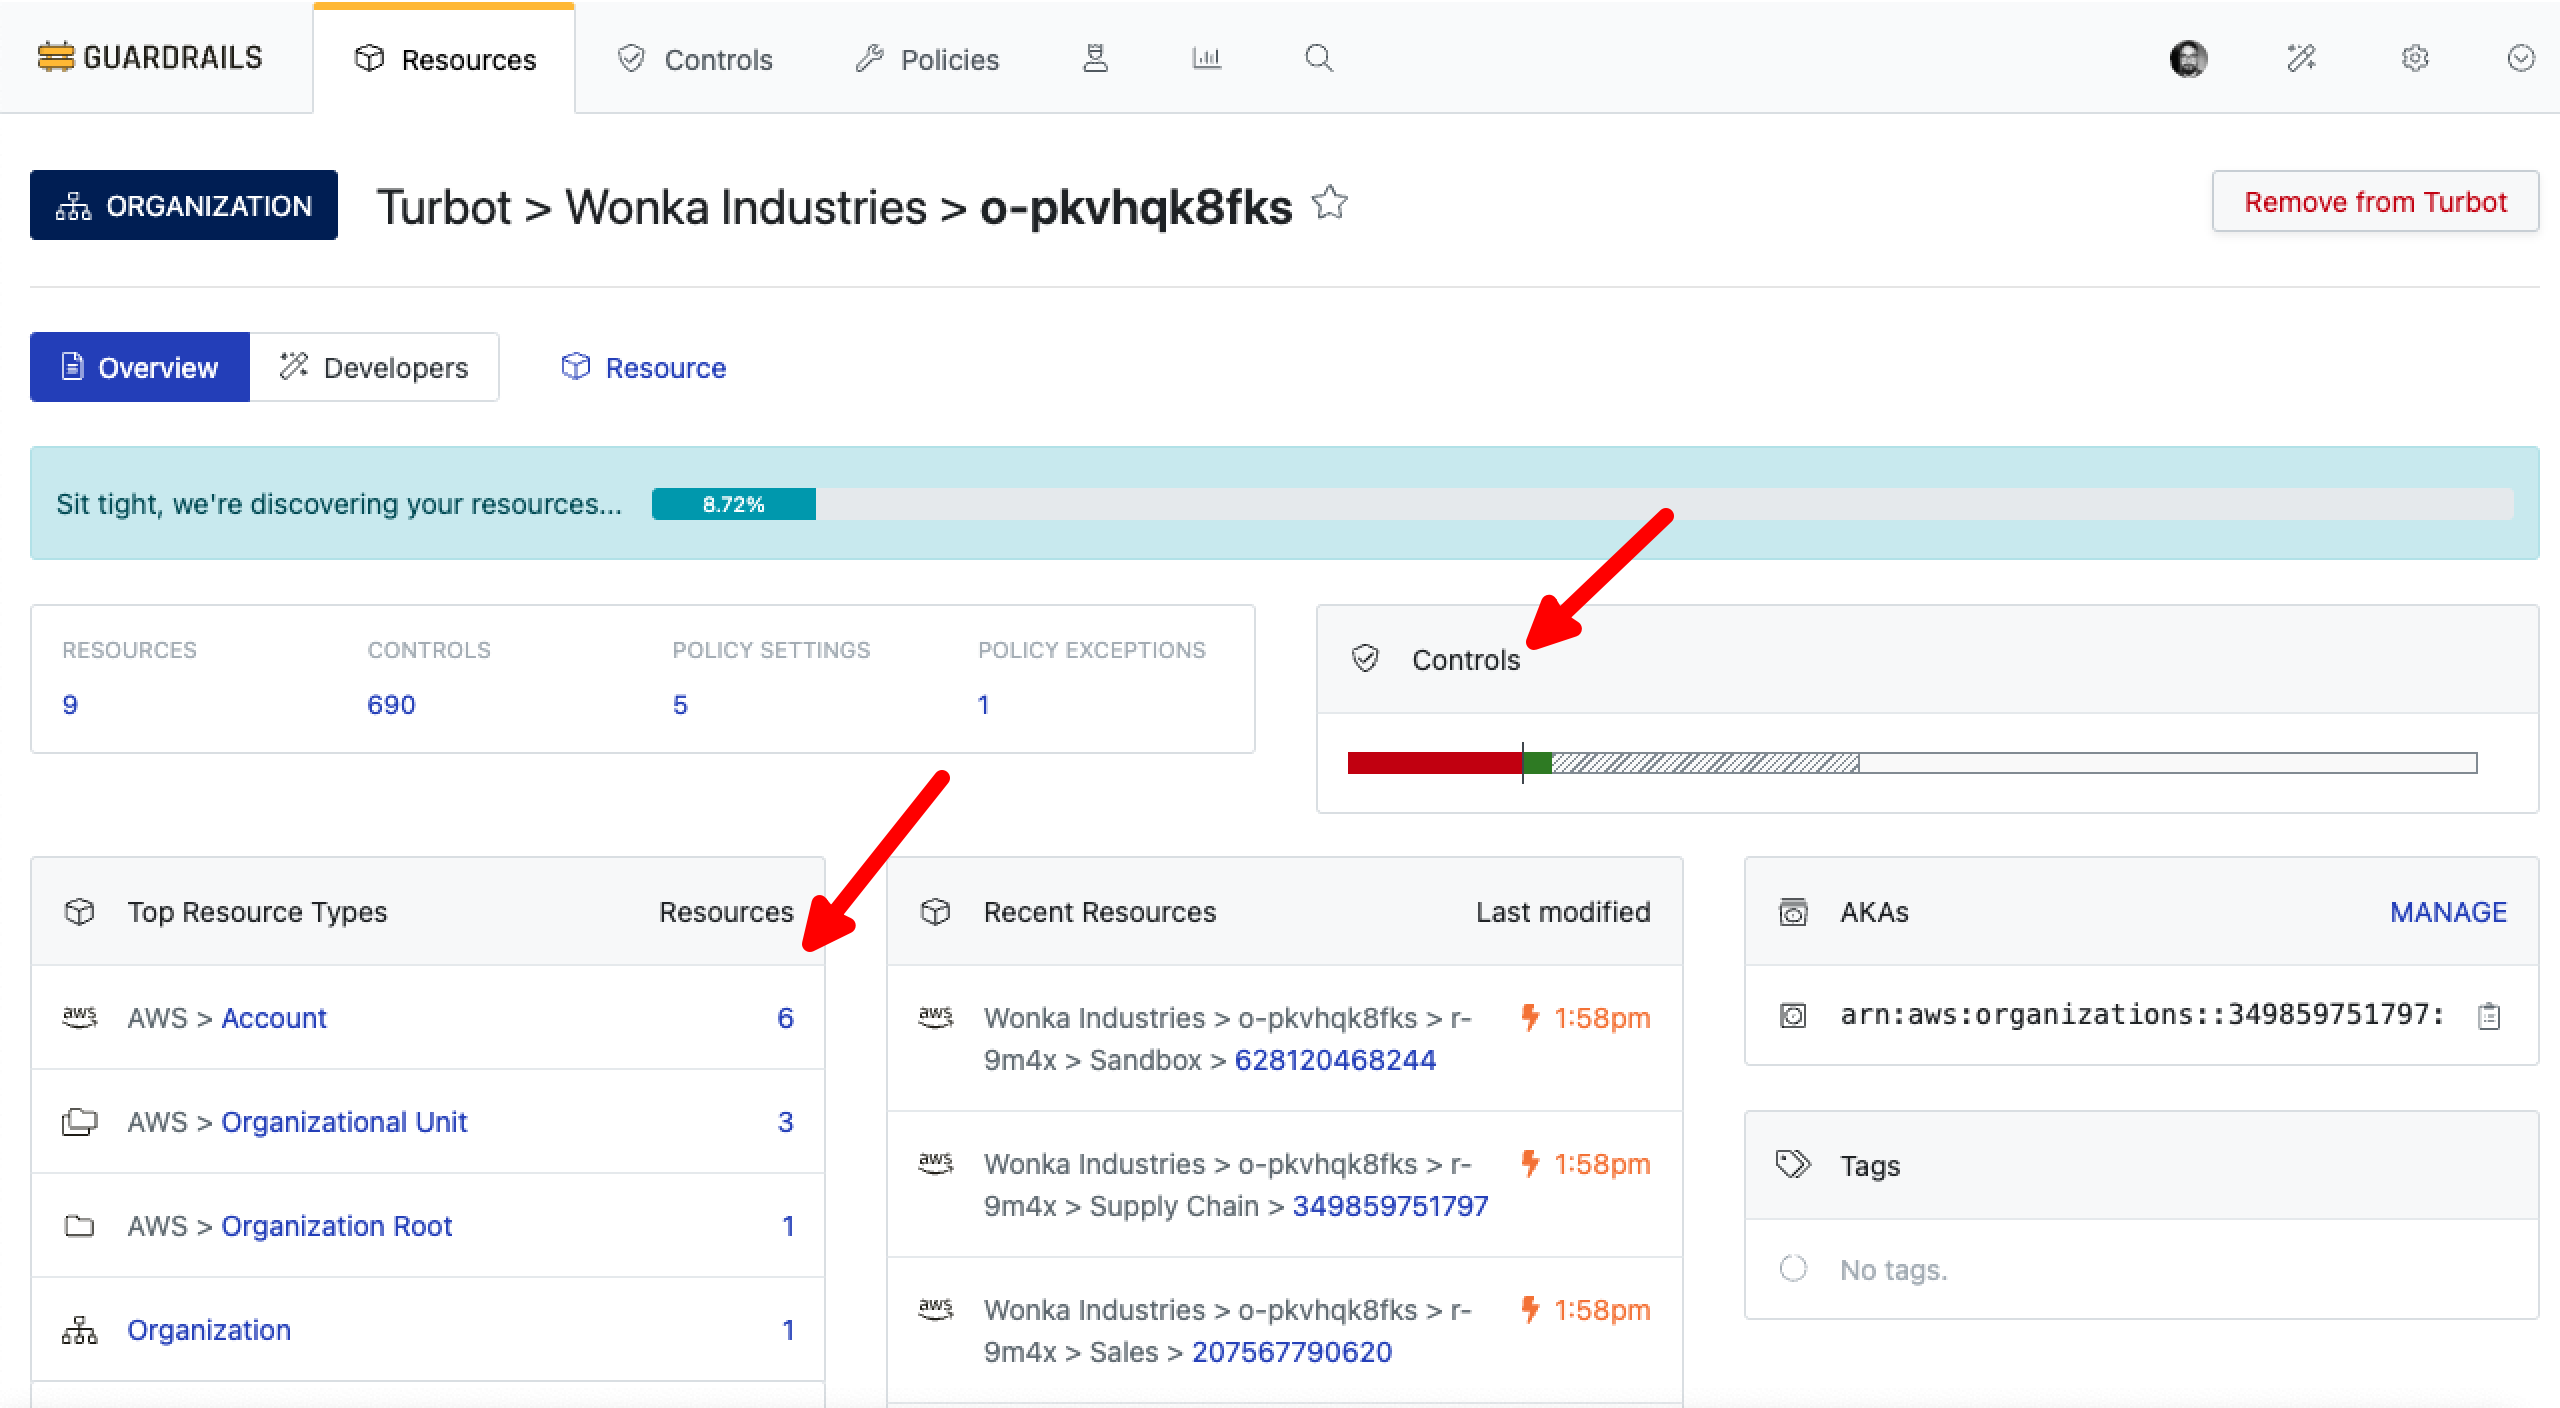 GUARDRAILS
Resources
Controls
Policies
ORGANIZATION
Turbot > Wonka Industries > o-pkvhqk8fks
Remove from Turbot
Overview
Developers
Resource
Sit tight, we're discovering your resources...
8.72%
RESOURCES
CONTROLS
POLICY SETTINGS
POLICY EXCEPTIONS
9
690
5
1
Controls
Top Resource Types
Resources
aws AWS > Account
6
AWS > Organizational Unit
3
AWS > Organization Root
1
Organization
1
Recent Resources
Last modified
aws Wonka Industries > o-pkvhqk8fks > r-
9m4x > Sandbox > 628120468244
1:58pm
aws Wonka Industries > o-pkvhqk8fks > r-
9m4x > Supply Chain > 349859751797
1:58pm
aws Wonka Industries > o-pkvhqk8fks > r-
9m4x > Sales > 207567790620
1:58pm
AKAs
MANAGE
arn:aws:organizations::349859751797:
Tags
No tags.